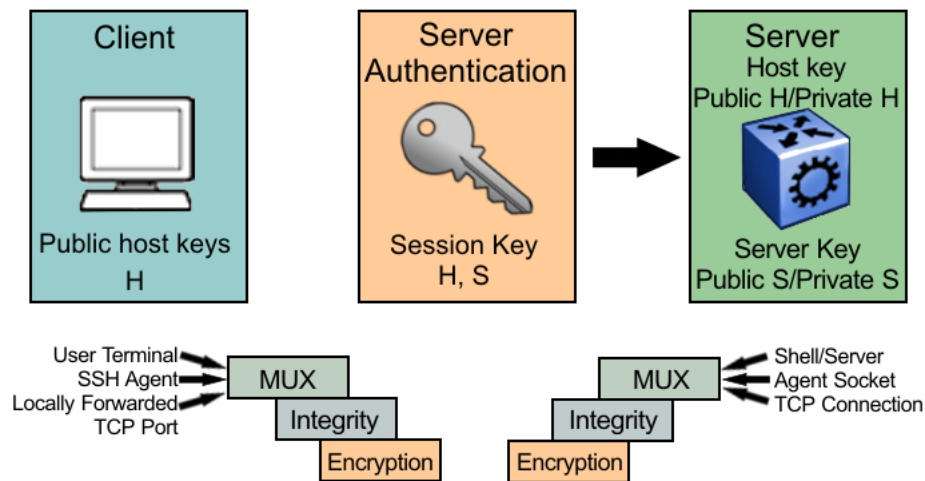 Client
Public host keys
H
Server
Authentication
Session Key
H, S
Server
Host key
Public H/Private H
Server Key
Public S/Private S
User Terminal
SSH Agent
Locally Forwarded
TCP Port
MUX
Integrity
Encryption
MUX
Integrity
Encryption
Shell/Server
Agent Socket
TCP Connection